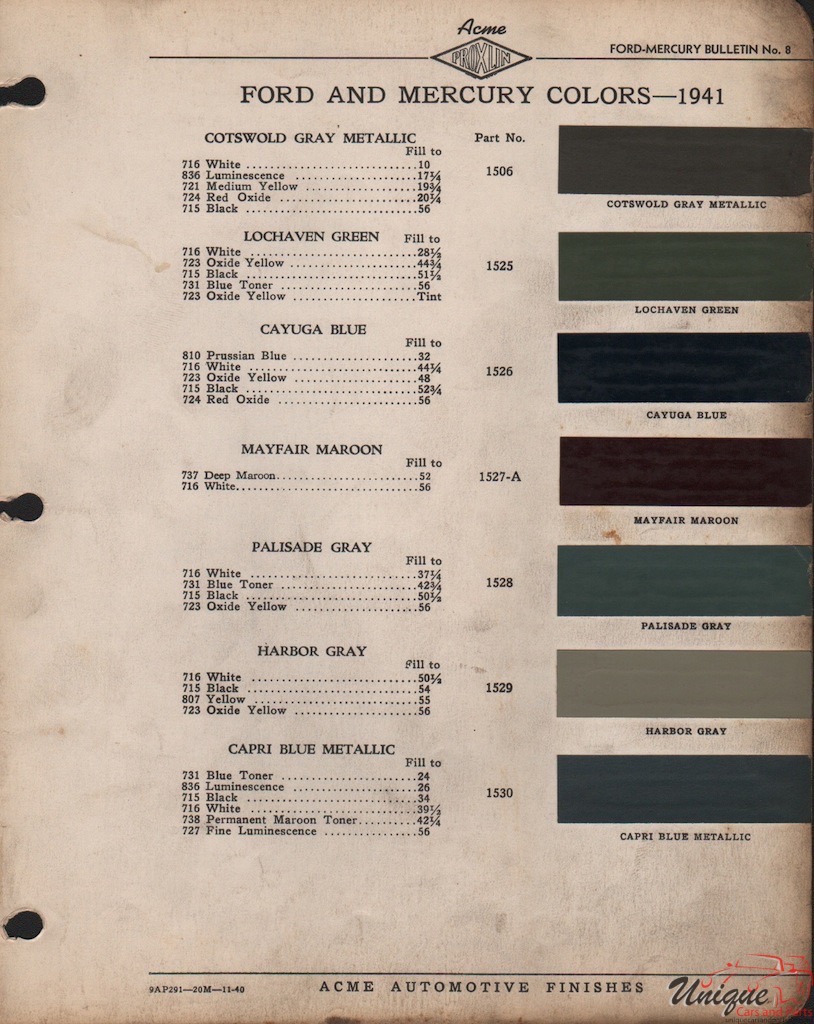 Acme
PROXLIN
FORD-MERCURY BULLETIN No. 8
FORD AND MERCURY COLORS—1941
COTSWOLD GRAY METALLIC
Part No.
Fill to
716 White ........................10
836 Luminescence .................17¼
721 Medium Yellow ................19¾
724 Red Oxide ....................20¼
715 Black ........................56
1506
COTSWOLD GRAY METALLIC
LOCHAVEN GREEN Fill to
716 White ........................28½
723 Oxide Yellow .................44¾
715 Black ........................51½
731 Blue Toner ...................56
723 Oxide Yellow .................Tint
1525
LOCHAVEN GREEN
CAYUGA BLUE
Fill to
810 Prussian Blue ................32
716 White ........................44¼
723 Oxide Yellow .................48
715 Black ........................52¾
724 Red Oxide ....................56
1526
CAYUGA BLUE
MAYFAIR MAROON
Fill to
737 Deep Maroon...................52
716 White.........................56
1527-A
MAYFAIR MAROON
PALISADE GRAY
Fill to
716 White ........................37¼
731 Blue Toner ...................42¾
715 Black ........................50½
723 Oxide Yellow .................56
1528
PALISADE GRAY
HARBOR GRAY
Fill to
716 White ........................50½
715 Black ........................54
807 Yellow .......................55
723 Oxide Yellow .................56
1529
HARBOR GRAY
CAPRI BLUE METALLIC
Fill to
731 Blue Toner ...................24
836 Luminescence .................26
715 Black ........................34
716 White ........................39½
738 Permanent Maroon Toner........42¼
727 Fine Luminescence ............56
1530
CAPRI BLUE METALLIC
9AP291—20M—11-40
ACME AUTOMOTIVE FINISHES
Unique
Cars and Parts